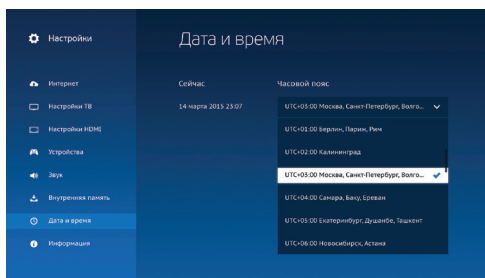 Настройки
Дата и время
Интернет
Сейчас
Часовой пояс
Настройки ТВ
14 марта 2015 23:07
UTC+03:00 Москва, Санкт-Петербург, Волго...
Настройки HDMI
UTC+01:00 Берлин, Париж, Рим
Устройства
UTC+02:00 Калининград
Звук
UTC+03:00 Москва, Санкт-Петербург, Волго...
Внутренняя память
UTC+04:00 Самара, Баку, Ереван
Дата и время
UTC+05:00 Екатеринбург, Душанбе, Ташкент
Информация
UTC+06:00 Новосибирск, Астана